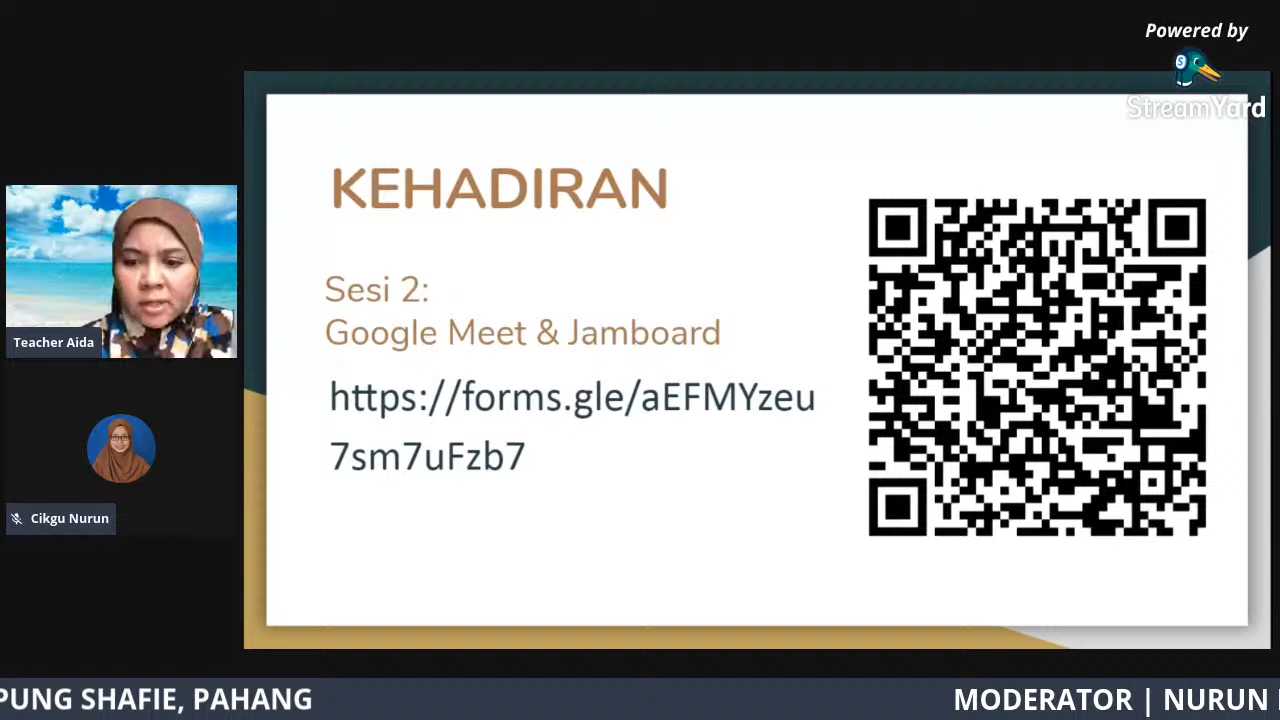 Powered by
StreamYard
KEHADIRAN
Sesi 2:
Google Meet & Jamboard
https://forms.gle/aEFMYzeu
7sm7uFzb7
Teacher Aida
Cikgu Nurun
PUNG SHAFIE, PAHANG
MODERATOR | NURUN